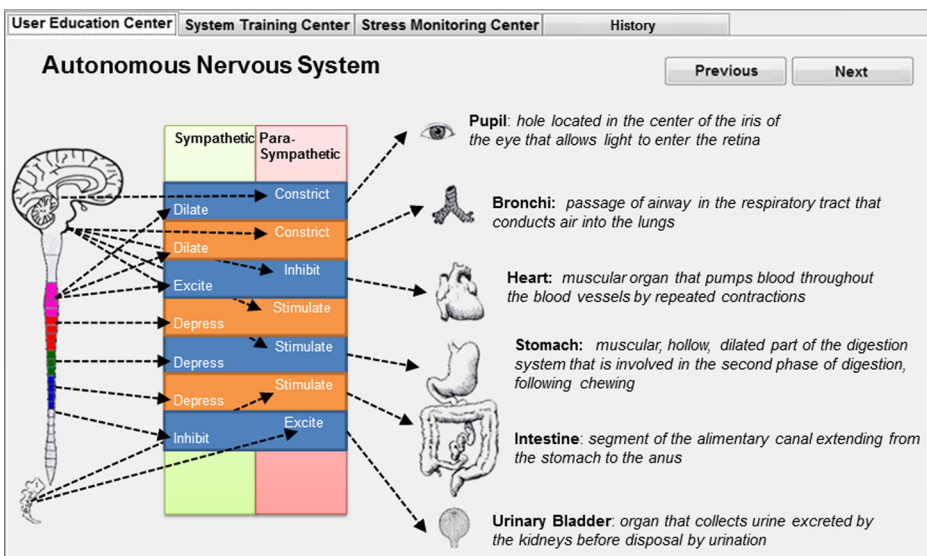 User Education Center
System Training Center
Stress Monitoring Center
History
Autonomous Nervous System
Previous
Next
Sympathetic
Para-
Sympathetic
Constrict
Dilate
Constrict
Dilate
Inhibit
Excite
Stimulate
Depress
Stimulate
Depress
Stimulate
Depress
Excite
Inhibit
Pupil: hole located in the center of the iris of
the eye that allows light to enter the retina
Bronchi: passage of airway in the respiratory tract that
conducts air into the lungs
Heart: muscular organ that pumps blood throughout
the blood vessels by repeated contractions
Stomach: muscular, hollow, dilated part of the digestion
system that is involved in the second phase of digestion,
following chewing
Intestine: segment of the alimentary canal extending from
the stomach to the anus
Urinary Bladder: organ that collects urine excreted by
the kidneys before disposal by urination